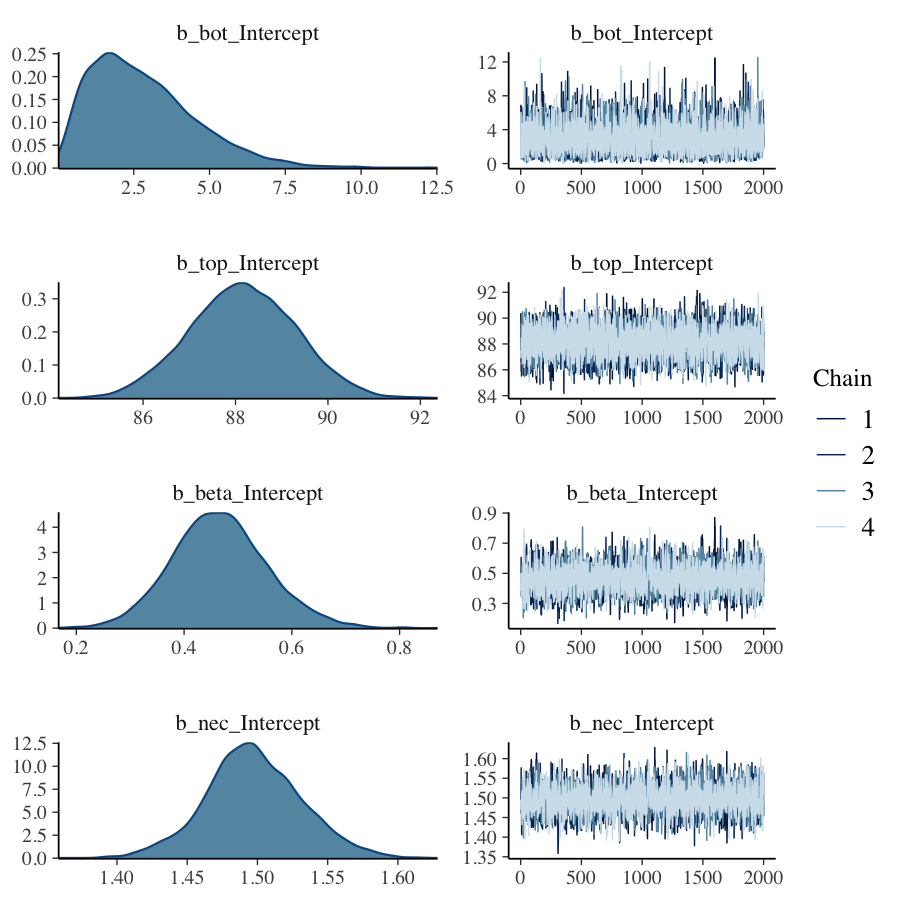 b_bot_Intercept
0.25
0.20
0.15
0.10
0.05
0.00
2.5 5.0 7.5 10.0 12.5
b_bot_Intercept
12
8
4
0
0 500 1000 1500 2000
b_top_Intercept
0.3
0.2
0.1
0.0
86 88 90 92
b_top_Intercept
92
90
88
86
84
0 500 1000 1500 2000
b_beta_Intercept
4
3
2
1
0
0.2 0.4 0.6 0.8
b_beta_Intercept
0.9
0.7
0.5
0.3
0 500 1000 1500 2000
b_nec_Intercept
12.5
10.0
7.5
5.0
2.5
0.0
1.40 1.45 1.50 1.55 1.60
b_nec_Intercept
1.60
1.55
1.50
1.45
1.40
1.35
0 500 1000 1500 2000
Chain
1
2
3
4